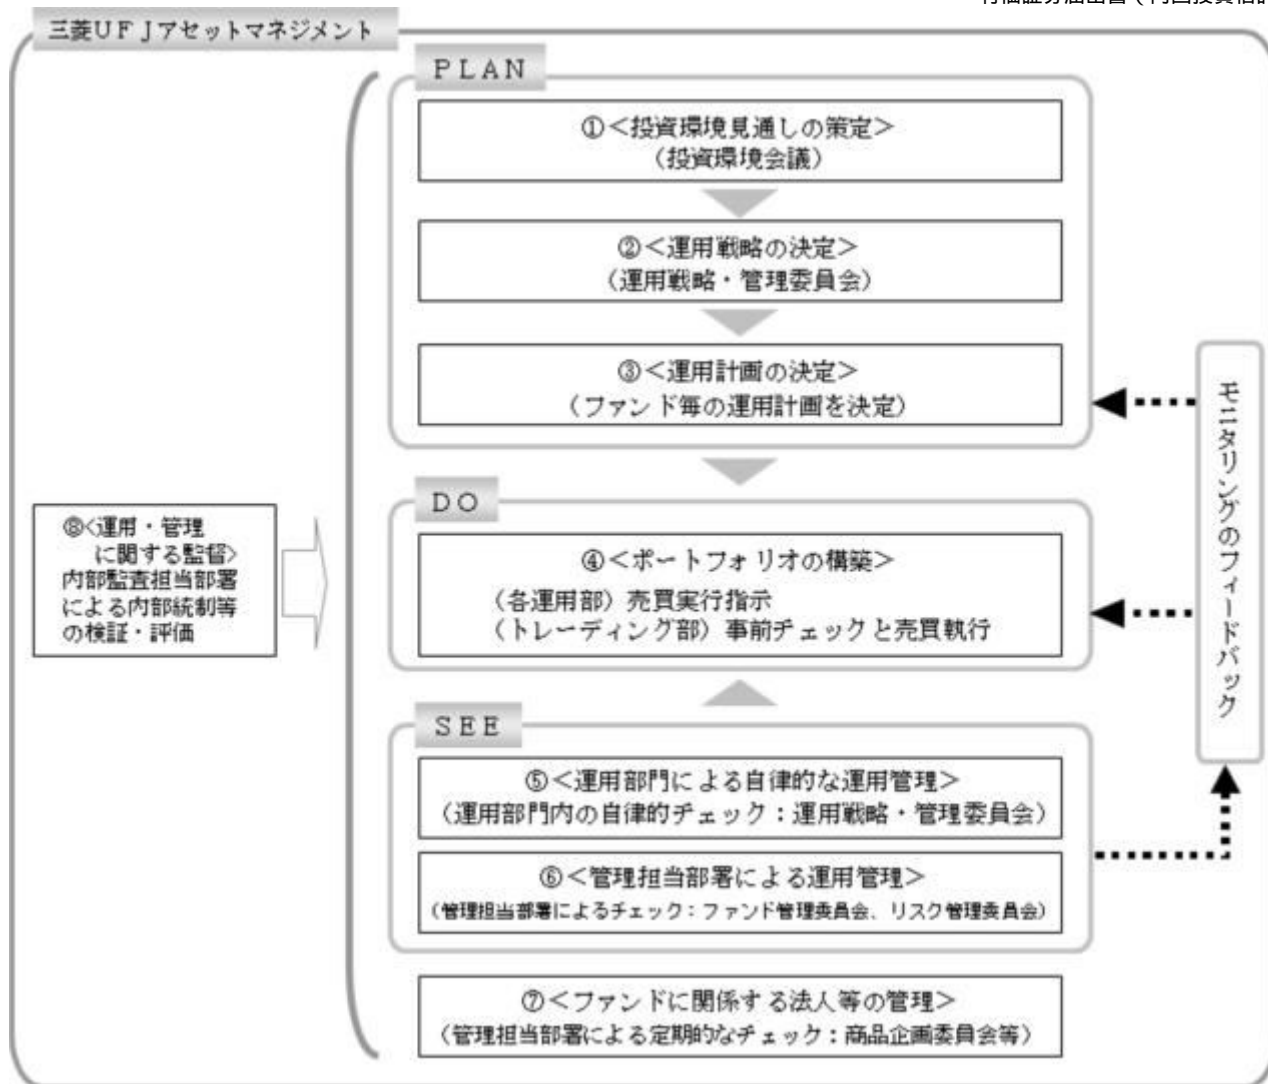 三菱UFJアセットマネジメント
PLAN
①<投資環境見通しの策定>
(投資環境会議)
②<運用戦略の決定>
(運用戦略・管理委員会)
③<運用計画の決定>
(ファンド毎の運用計画を決定)
DO
④<ポートフォリオの構築>
(各運用部)売買実行指示
(トレーディング部)事前チェックと売買執行
SEE
⑤<運用部門による自律的な運用管理>
(運用部門内の自律的チェック:運用戦略・管理委員会)
⑥<管理担当部署による運用管理>
(管理担当部署によるチェック:ファンド管理委員会、リスク管理委員会)
⑦<ファンドに関係する法人等の管理>
(管理担当部署による定期的なチェック:商品企画委員会等)
⑧<運用・管理
に関する監督>
内部監査担当部署
による内部統制等
の検証・評価
モニタリングのフィードバック